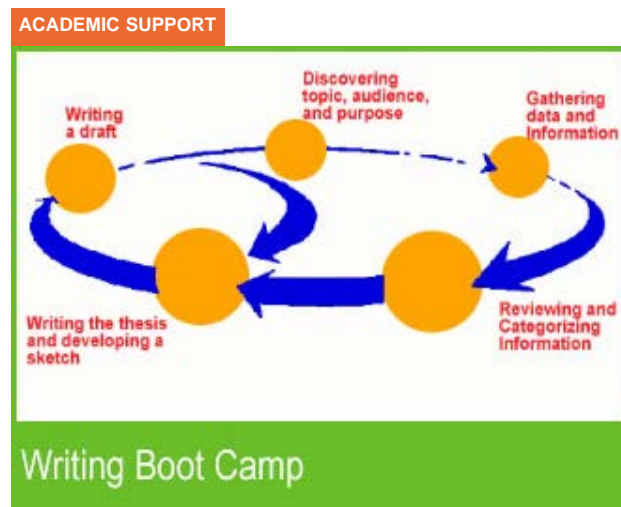 ACADEMIC SUPPORT
Discovering
topic, audience,
and purpose
Writing
a draft
Gathering
data and
Information
Writing the thesis
and developing a
sketch
Reviewing and
Categorizing
Information
Writing Boot Camp